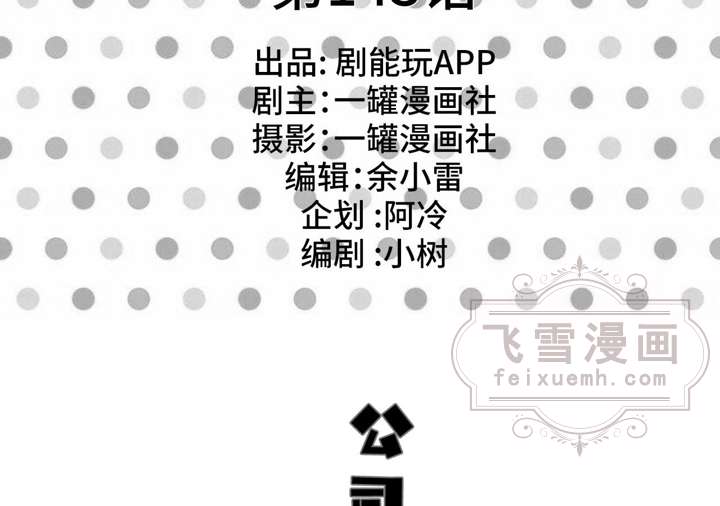 出品: 剧能玩APP
剧主:一罐漫画社
摄影:一罐漫画社
编辑:余小雷
企划 :阿冷
编剧 :小树
飞雪漫画
feixuemh.com
公
司